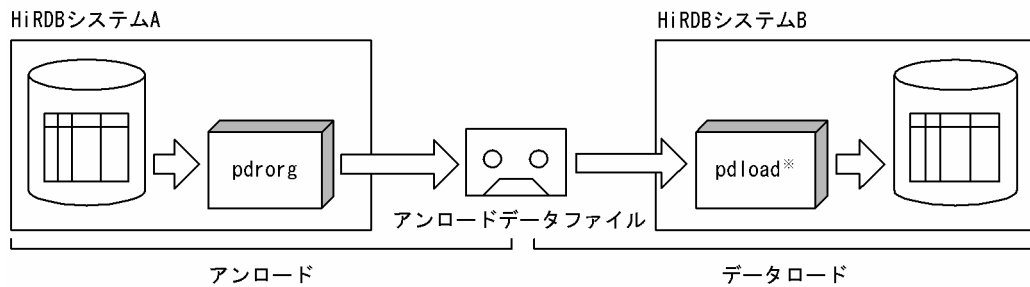 HiRDBシステムA
HiRDBシステムB
pdrorg
pdload※
アンロードデータファイル
アンロード
データロード